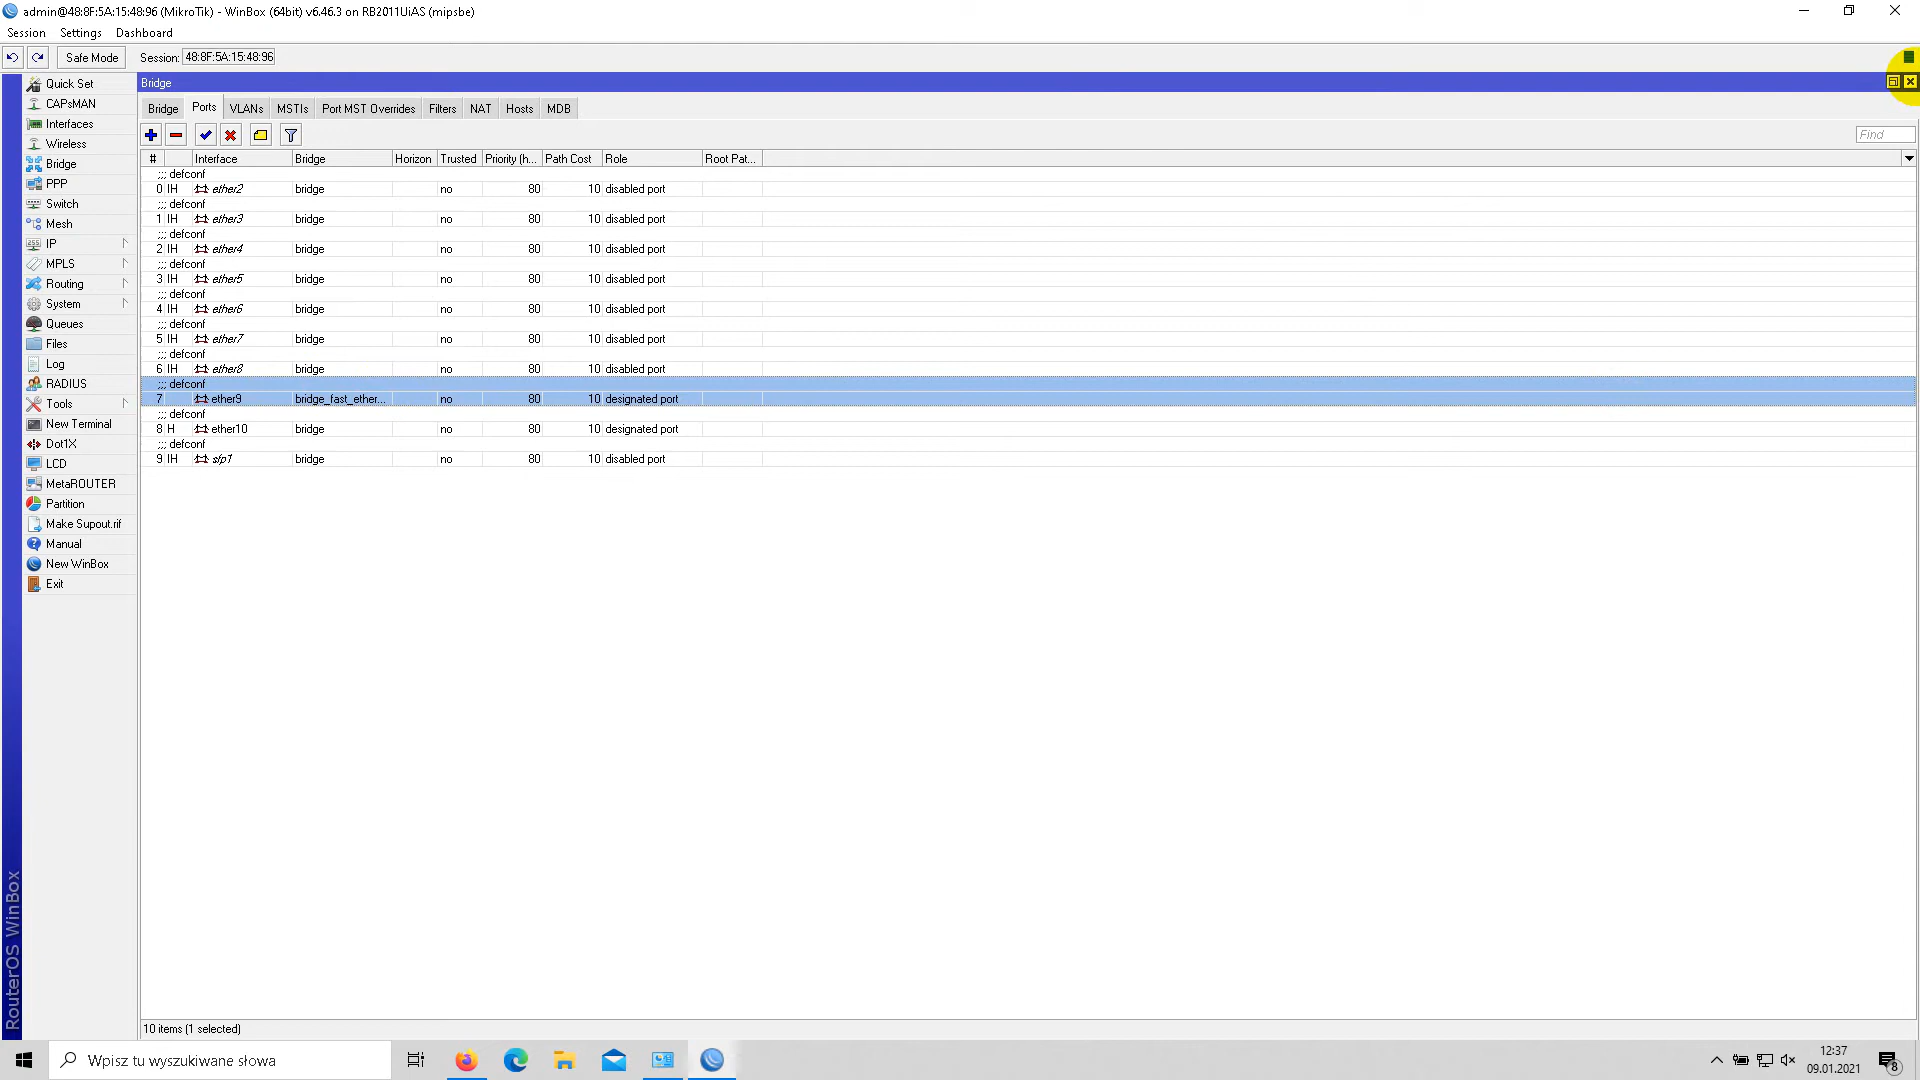 admin@48:8F:5A:15:48:96 (MikroTik) - WinBox (64bit) v6.46.3 on RB2011UiAS (mipsbe)
Session Settings Dashboard
Safe Mode Session: 48:8F:5A:15:48:96
Quick Set
CAPsMAN
Interfaces
Wireless
Bridge
PPP
Switch
Mesh
IP
MPLS
Routing
System
Queues
Files
Log
RADIUS
Tools
New Terminal
Dot1X
LCD
MetaROUTER
Partition
Make Supout.rif
Manual
New WinBox
Exit
RouterOS WinBox
Bridge
Bridge Ports VLANs MSTIs Port MST Overrides Filters NAT Hosts MDB
Find
# Interface Bridge Horizon Trusted Priority (h... Path Cost Role Root Pat...
;;; defconf
0 IH ether2 bridge no 80 10 disabled port
;;; defconf
1 IH ether3 bridge no 80 10 disabled port
;;; defconf
2 IH ether4 bridge no 80 10 disabled port
;;; defconf
3 IH ether5 bridge no 80 10 disabled port
;;; defconf
4 IH ether6 bridge no 80 10 disabled port
;;; defconf
5 IH ether7 bridge no 80 10 disabled port
;;; defconf
6 IH ether8 bridge no 80 10 disabled port
;;; defconf
7 ether9 bridge_fast_ether... no 80 10 designated port
;;; defconf
8 H ether10 bridge no 80 10 designated port
;;; defconf
9 IH sfp1 bridge no 80 10 disabled port
10 items (1 selected)
Wpisz tu wyszukiwane słowa
12:37
09.01.2021
8